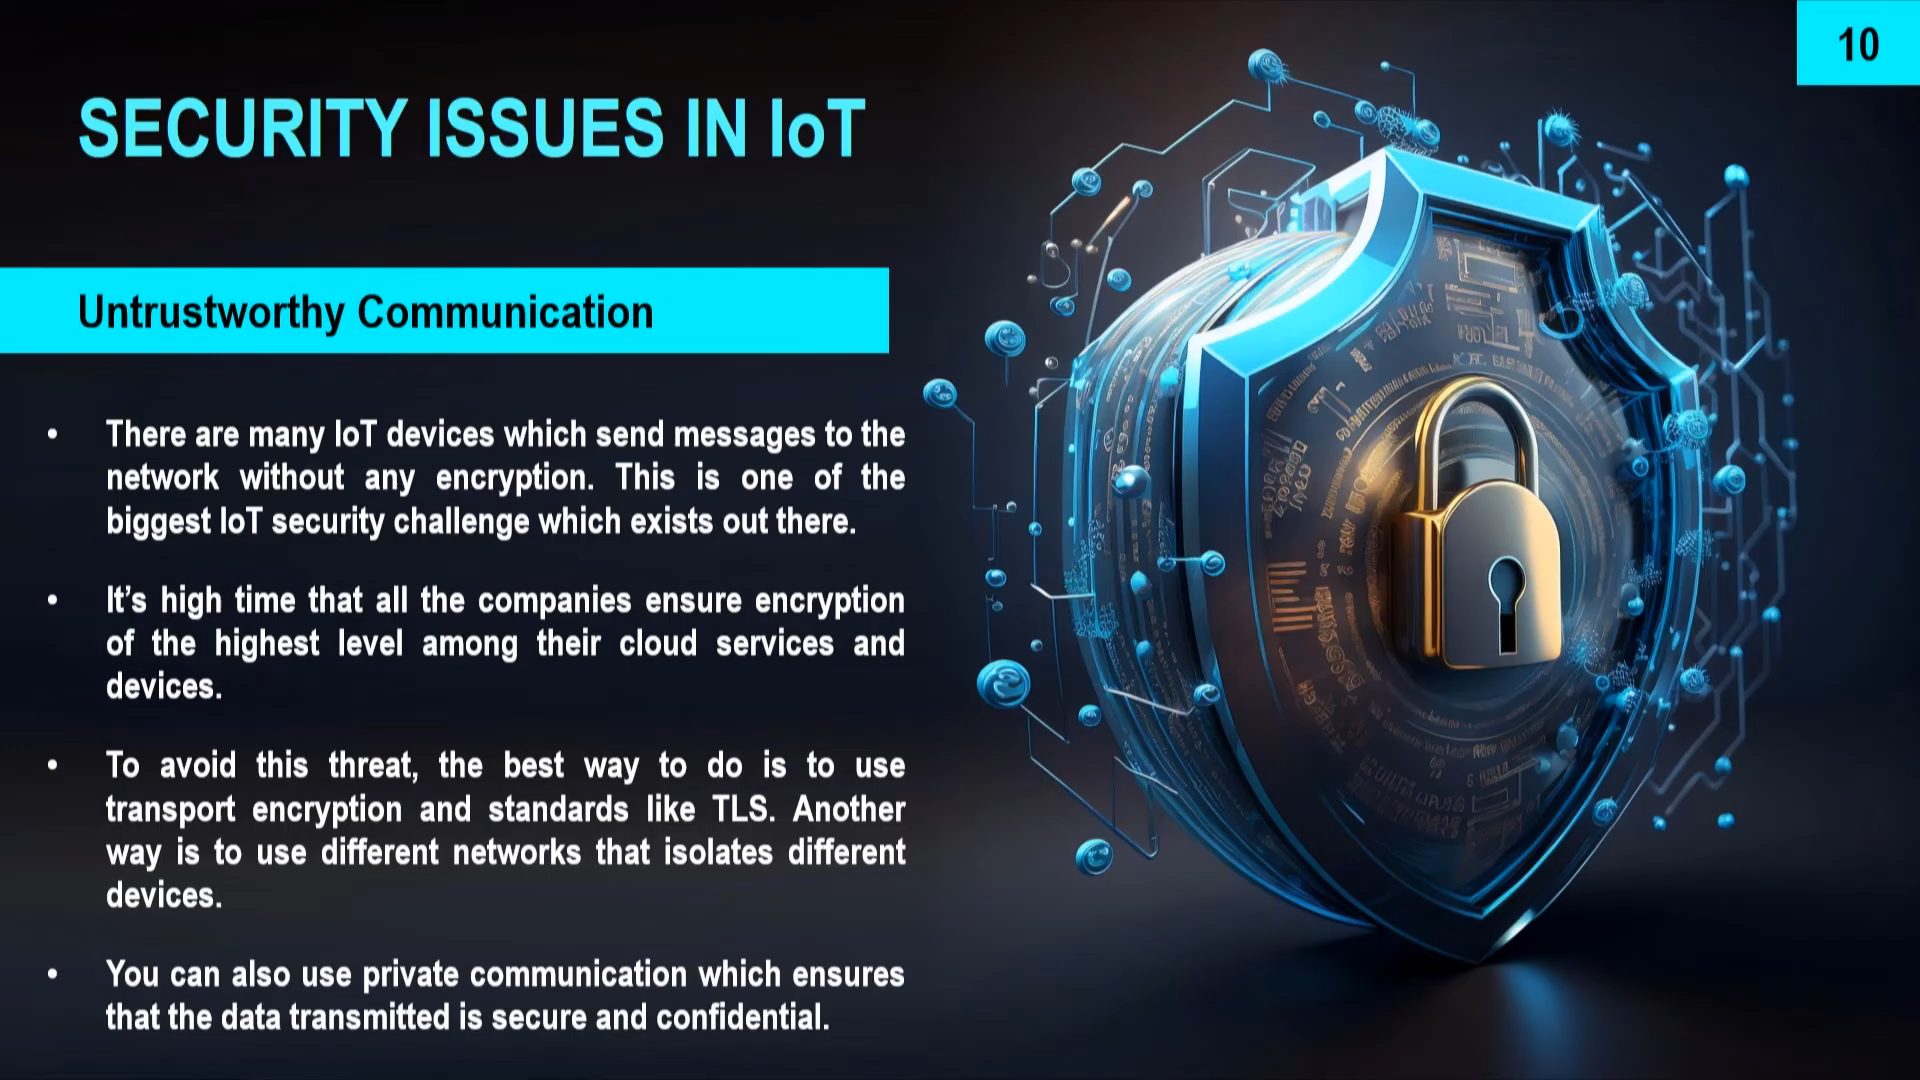 10
SECURITY ISSUES IN IoT
Untrustworthy Communication
• There are many IoT devices which send messages to the
network without any encryption. This is one of the
biggest IoT security challenge which exists out there.
• It’s high time that all the companies ensure encryption
of the highest level among their cloud services and
devices.
• To avoid this threat, the best way to do is to use
transport encryption and standards like TLS. Another
way is to use different networks that isolates different
devices.
• You can also use private communication which ensures
that the data transmitted is secure and confidential.